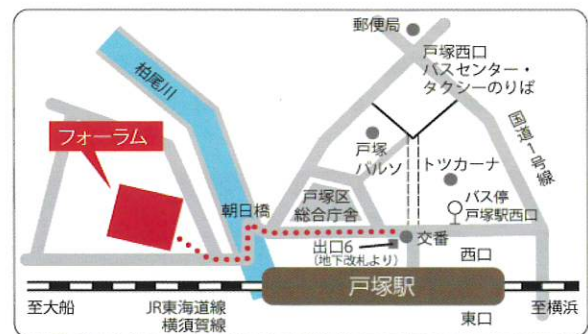 郵便局
戸塚西口
バスセンター・
タクシーのりば
柏尾川
国道1号線
フォーラム
戸塚
パルソ
トツカーナ
戸塚区
総合庁舎
バス停
戸塚駅西口
朝日橋
交番
出口6
(地下改札より)
西口
戸塚駅
至大船
JR東海道線
横須賀線
至横浜
東口